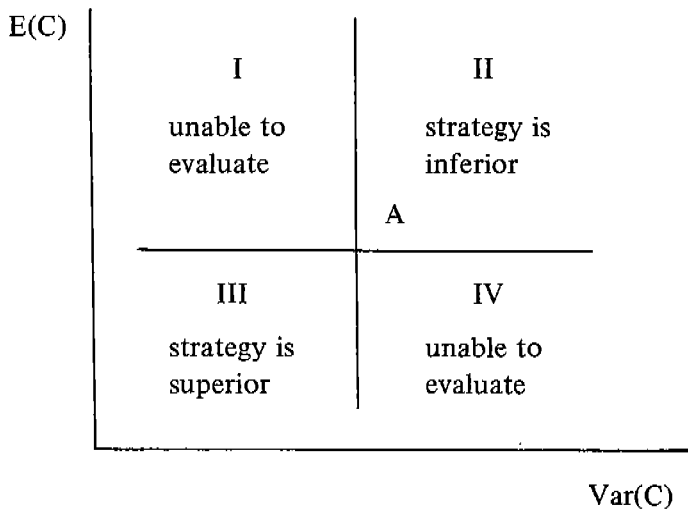 E(C)
I
unable to
evaluate
II
strategy is
inferior
A
III
strategy is
superior
IV
unable to
evaluate
Var(C)